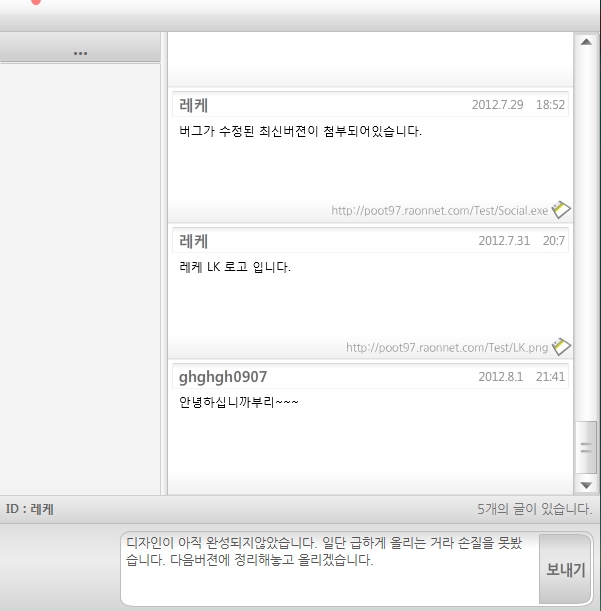 ...
레케 2012.7.29 18:52
버그가 수정된 최신버젼이 첨부되어있습니다.
http://poot97.raonnet.com/Test/Social.exe
레케 2012.7.31 20:7
레케 LK 로고 입니다.
http://poot97.raonnet.com/Test/LK.png
ghghgh0907 2012.8.1 21:41
안녕하십니까부리~~~
ID : 레케 5개의 글이 있습니다.
디자인이 아직 완성되지않았습니다. 일단 급하게 올리는 거라 손질을 못봤
습니다. 다음버젼에 정리해놓고 올리겠습니다.
보내기